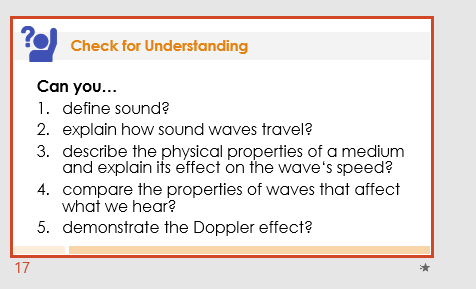 Check for Understanding
Can you…
1. define sound?
2. explain how sound waves travel?
3. describe the physical properties of a medium
and explain its effect on the wave‘s speed?
4. compare the properties of waves that affect
what we hear?
5. demonstrate the Doppler effect?
17